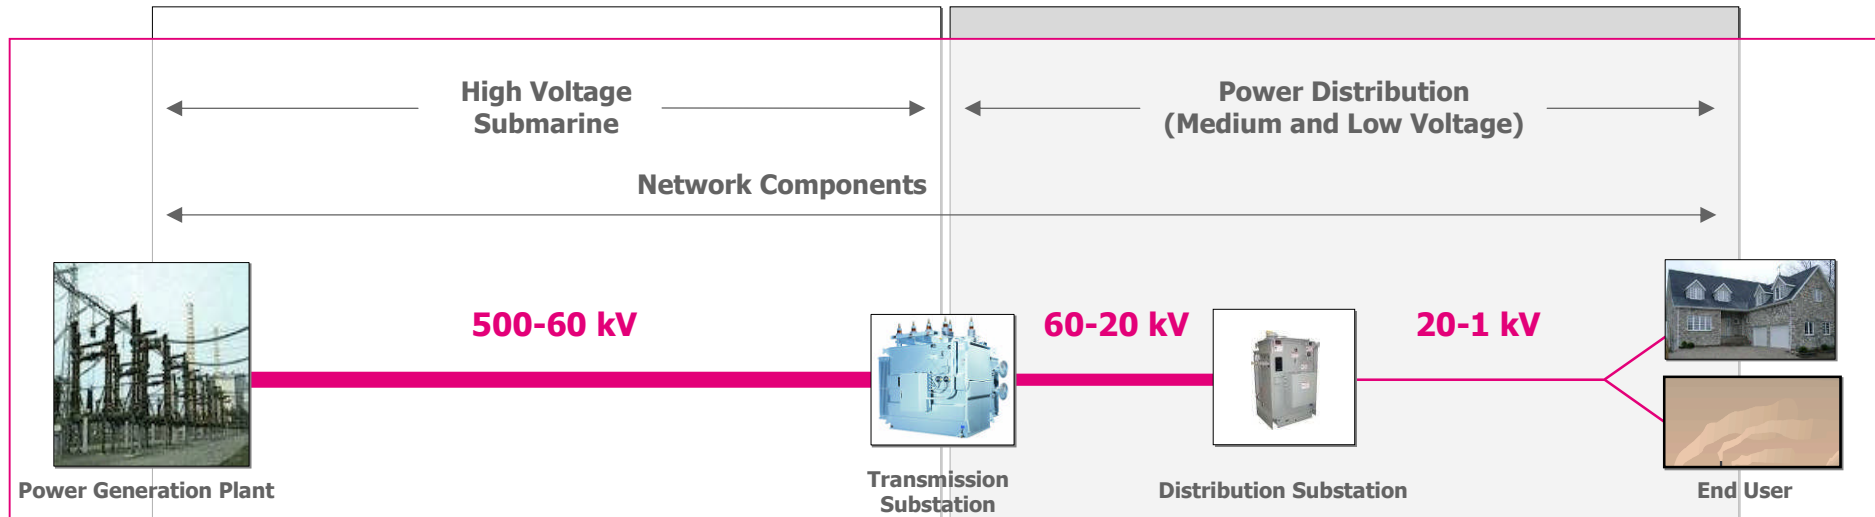 High Voltage
Submarine
Power Distribution
(Medium and Low Voltage)
Network Components
500-60 kV
60-20 kV
20-1 kV
Power Generation Plant
Transmission
Substation
Distribution Substation
End User